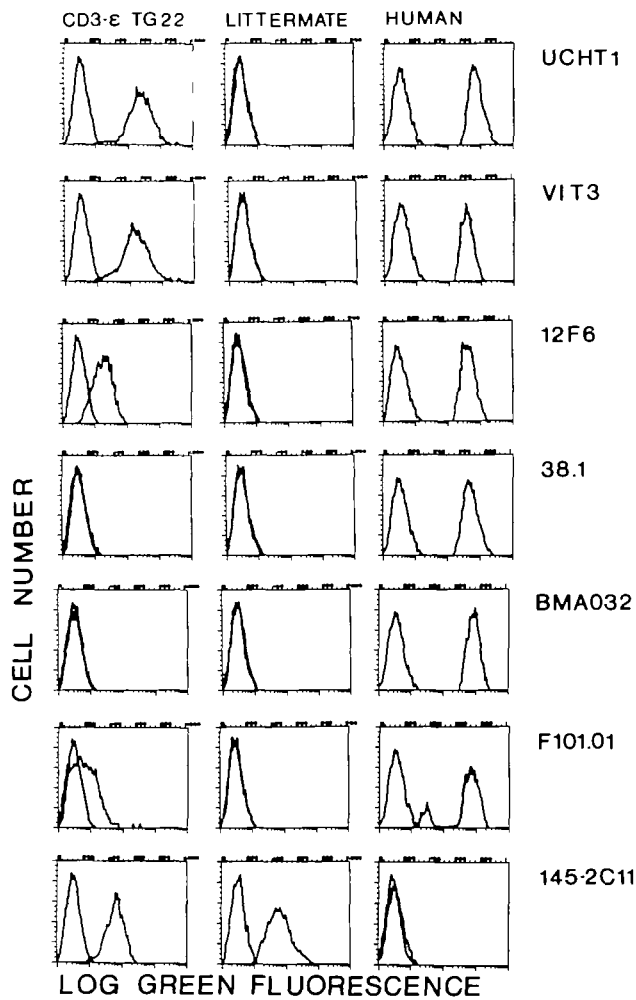 CD3-ε TG22 LITTERMATE HUMAN
UCHT1
VIT3
12F6
38.1
BMA032
F101.01
145-2C11
CELL NUMBER
LOG GREEN FLUORESCENCE